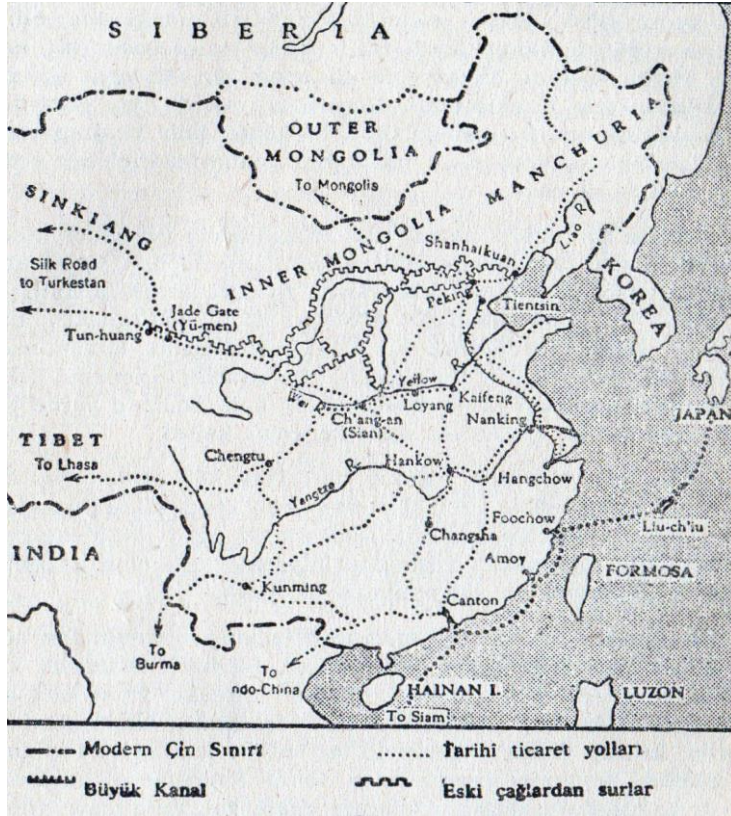 SIBERIA
OUTER
MONGOLIA
To Mongolis
MANCHURIA
SINKIANG
INNER MONGOLIA
Shanhaikuan
Liao R.
Silk Road
to Turkestan
Peking
Tientsin
KOREA
Jade Gate
(Yü-men)
Tun-huang
Yellow R.
Wei R.
Loyang
Kaifeng
Ch'ang-an
(Sian)
Nanking
JAPAN
TIBET
To Lhasa
Chengtu
Hankow
Yangtze R.
Hangchow
Foochow
Liu-ch'iu
INDIA
Changsha
Amoy
FORMOSA
Kunming
Canton
To
Burma
To
ndo-China
HAINAN I.
LUZON
To Siam
Modern Çin Sınırı
Tarihî ticaret yolları
Büyük Kanal
Eski çağlardan surlar